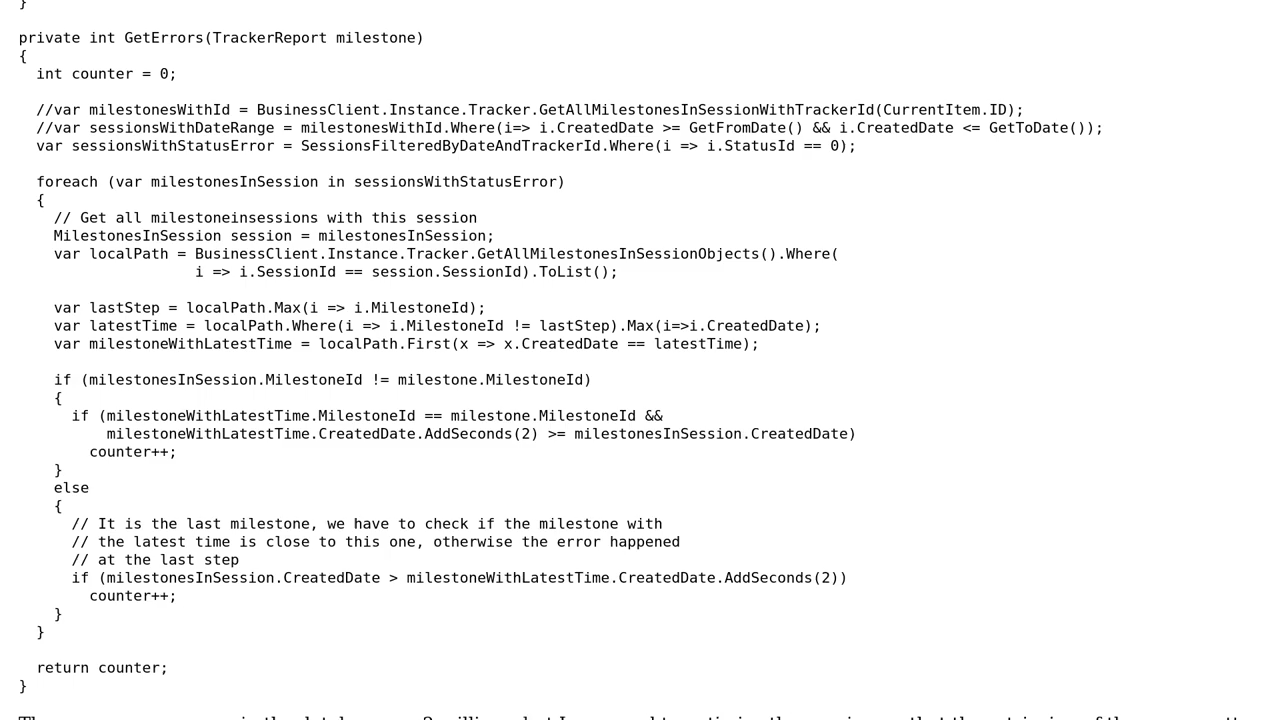 }
private int GetErrors(TrackerReport milestone)
{
int counter = 0;
//var milestonesWithId = BusinessClient.Instance.Tracker.GetAllMilestonesInSessionWithTrackerId(CurrentItem.ID);
//var sessionsWithDateRange = milestonesWithId.Where(i=> i.CreatedDate >= GetFromDate() && i.CreatedDate <= GetToDate());
var sessionsWithStatusError = SessionsFilteredByDateAndTrackerId.Where(i => i.StatusId == 0);
foreach (var milestonesInSession in sessionsWithStatusError)
{
// Get all milestoneinsessions with this session
MilestonesInSession session = milestonesInSession;
var localPath = BusinessClient.Instance.Tracker.GetAllMilestonesInSessionObjects().Where(
i => i.SessionId == session.SessionId).ToList();
var lastStep = localPath.Max(i => i.MilestoneId);
var latestTime = localPath.Where(i => i.MilestoneId != lastStep).Max(i=>i.CreatedDate);
var milestoneWithLatestTime = localPath.First(x => x.CreatedDate == latestTime);
if (milestonesInSession.MilestoneId != milestone.MilestoneId)
{
if (milestoneWithLatestTime.MilestoneId == milestone.MilestoneId &&
milestoneWithLatestTime.CreatedDate.AddSeconds(2) >= milestonesInSession.CreatedDate)
counter++;
}
else
{
// It is the last milestone, we have to check if the milestone with
// the latest time is close to this one, otherwise the error happened
// at the last step
if (milestonesInSession.CreatedDate > milestoneWithLatestTime.CreatedDate.AddSeconds(2))
counter++;
}
}
return counter;
}